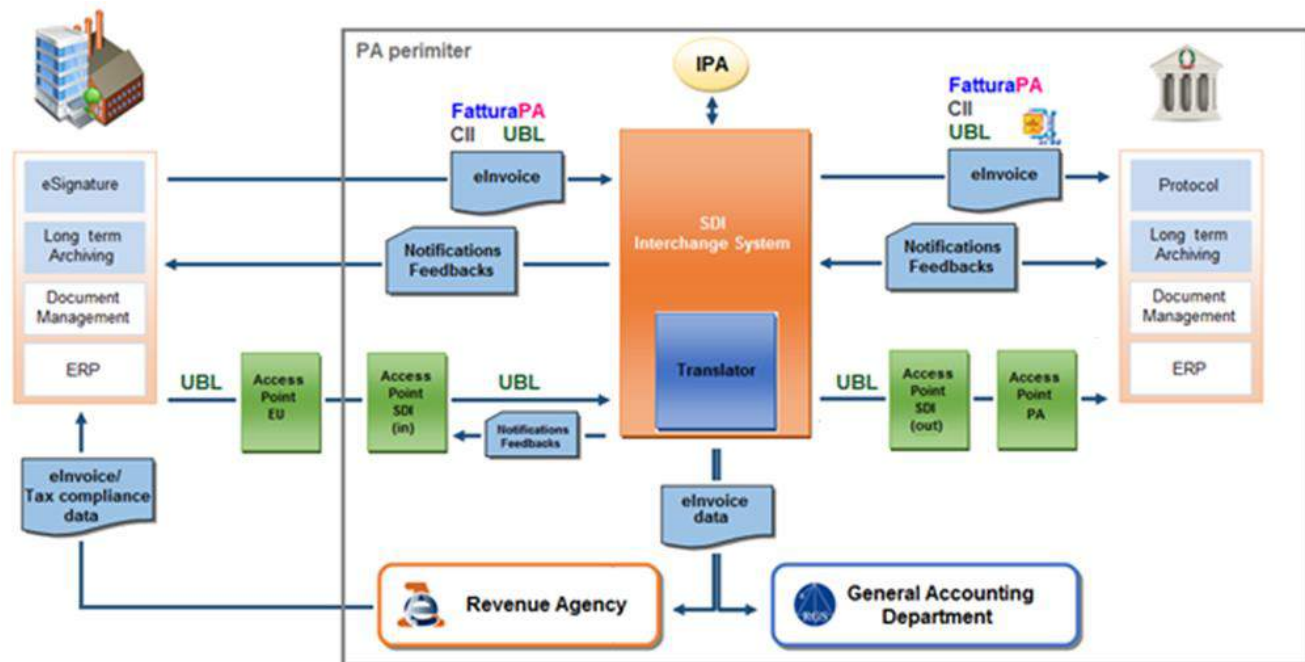 PA perimiter
IPA
FatturaPA
CII UBL
eInvoice
FatturaPA
CII
UBL
eInvoice
eSignature
Long term
Archiving
Document
Management
ERP
Notifications
Feedbacks
SDI
Interchange System
Translator
Notifications
Feedbacks
Protocol
Long term
Archiving
Document
Management
ERP
UBL
Access
Point
EU
Access
Point
SDI
(in)
UBL
Notifications
Feedbacks
UBL
Access
Point
SDI
(out)
Access
Point
PA
eInvoice/
Tax compliance
data
eInvoice
data
Revenue Agency
RGS
General Accounting
Department